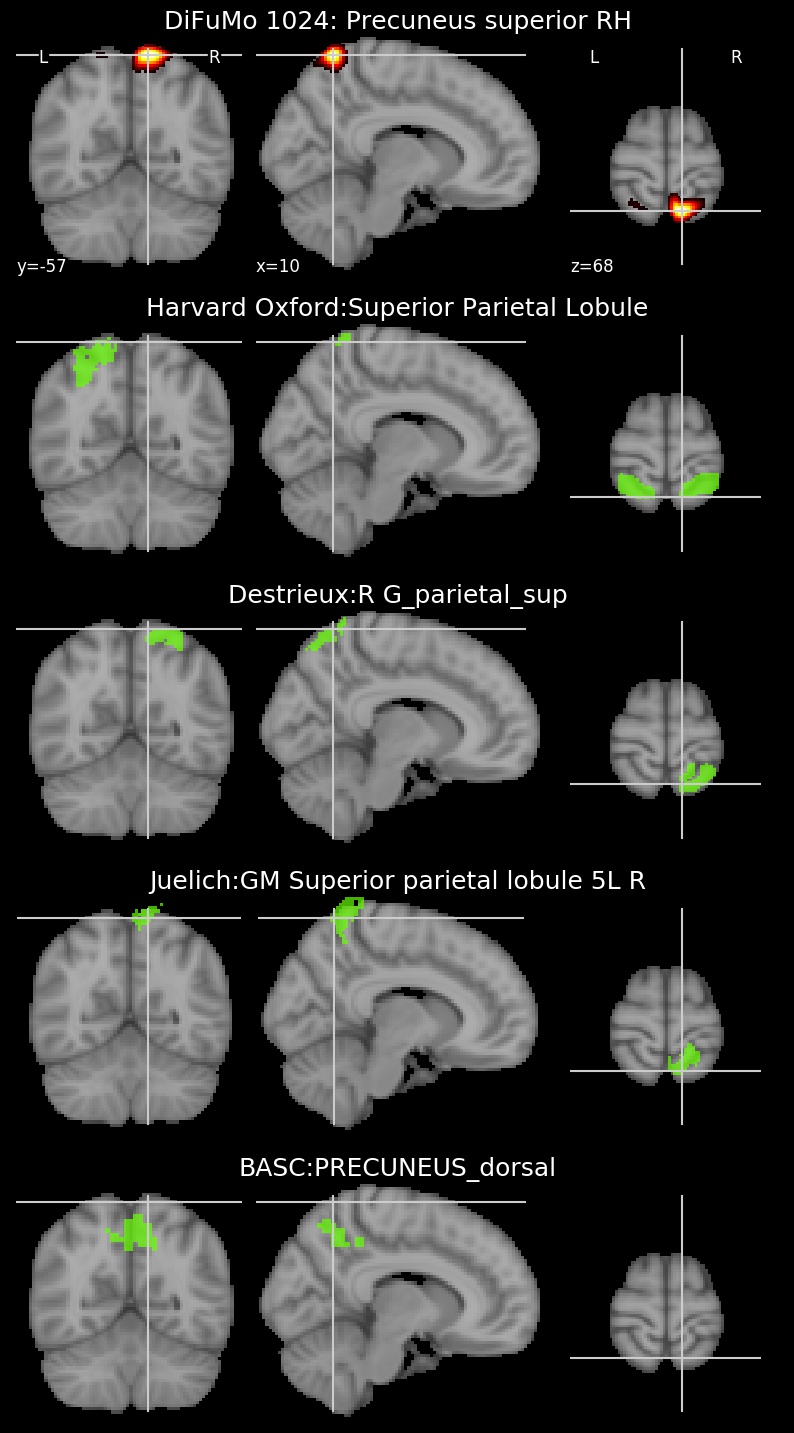 DiFuMo 1024: Precuneus superior RH
L R L R
y=-57 x=10 z=68
Harvard Oxford:Superior Parietal Lobule
Destrieux:R G_parietal_sup
Juelich:GM Superior parietal lobule 5L R
BASC:PRECUNEUS_dorsal